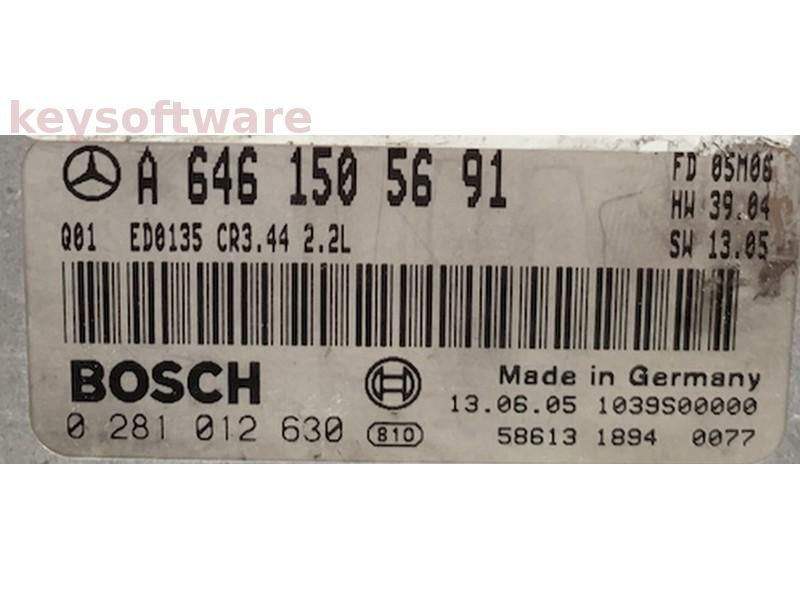 keysoftware
A 646 150 56 91
FD 05M06
HW 39.04
Q01 ED0135 CR3.44 2.2L
SW 13.05
BOSCH
Made in Germany
13.06.05 1039S00000
0 281 012 630 810
58613 1894 0077